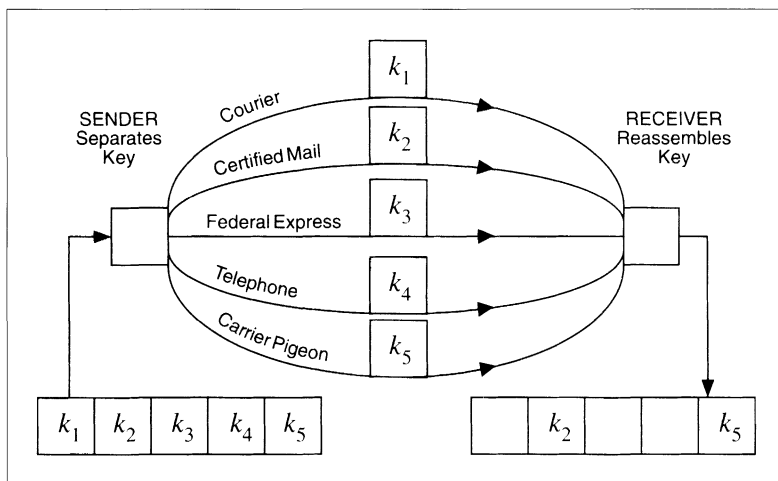 SENDER
Separates
Key
RECEIVER
Reassembles
Key
Courier
k1
Certified Mail
k2
Federal Express
k3
Telephone
k4
Carrier Pigeon
k5
k1 k2 k3 k4 k5
k2 k5